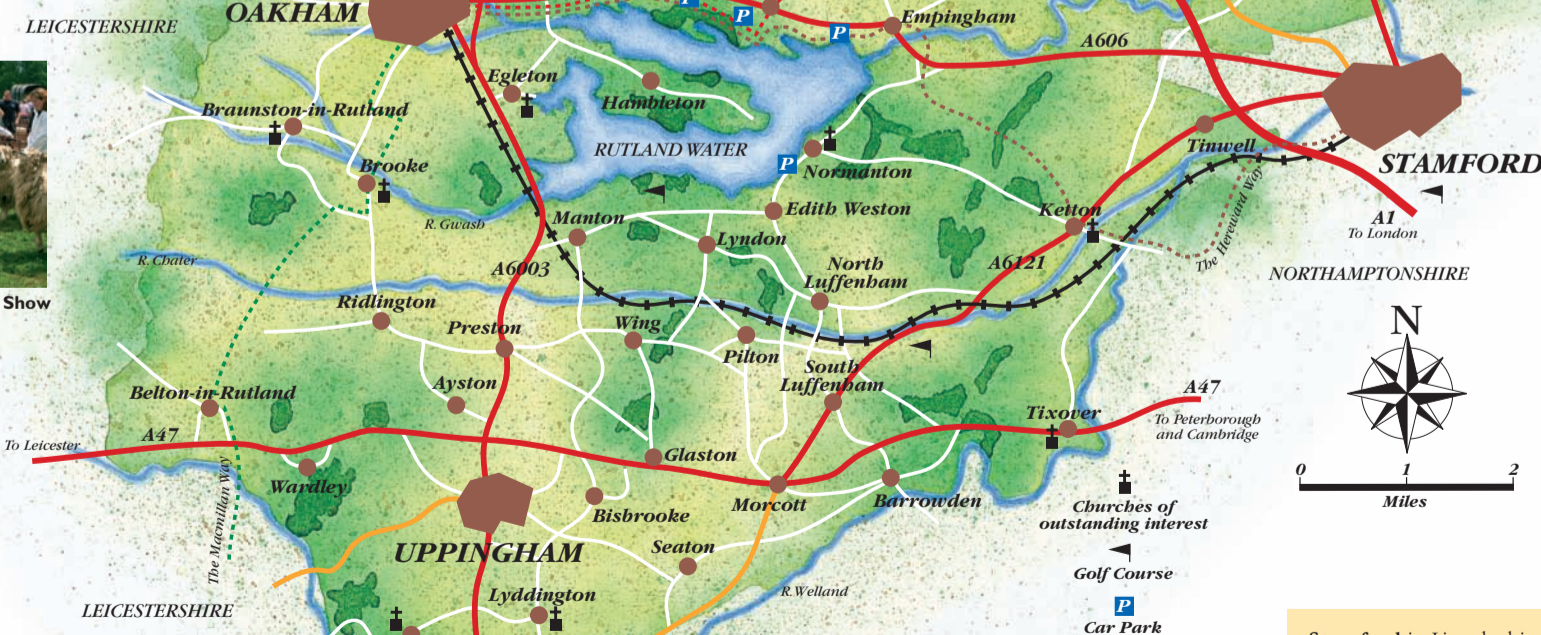 LEICESTERSHIRE
OAKHAM
P
P
P
Empingham
A606
Egleton
Hambleton
Braunston-in-Rutland
RUTLAND WATER
P
Tinwell
STAMFORD
Brooke
Normanton
R. Gwash
Manton
Edith Weston
Ketton
A1
To London
Lyndon
The Hereward Way
R. Chater
A6003
North
Luffenham
A6121
NORTHAMPTONSHIRE
Show
Ridlington
Preston
Wing
Pilton
N
South
Luffenham
Ayston
Belton-in-Rutland
A47
Tixover
To Peterborough
and Cambridge
To Leicester
A47
Glaston
0 1 2
Miles
Wardley
The Macmillan Way
Morcott
Barrowden
Bisbrooke
Churches of
outstanding interest
UPPINGHAM
Seaton
Golf Course
R. Welland
Lyddington
LEICESTERSHIRE
P
Car Park